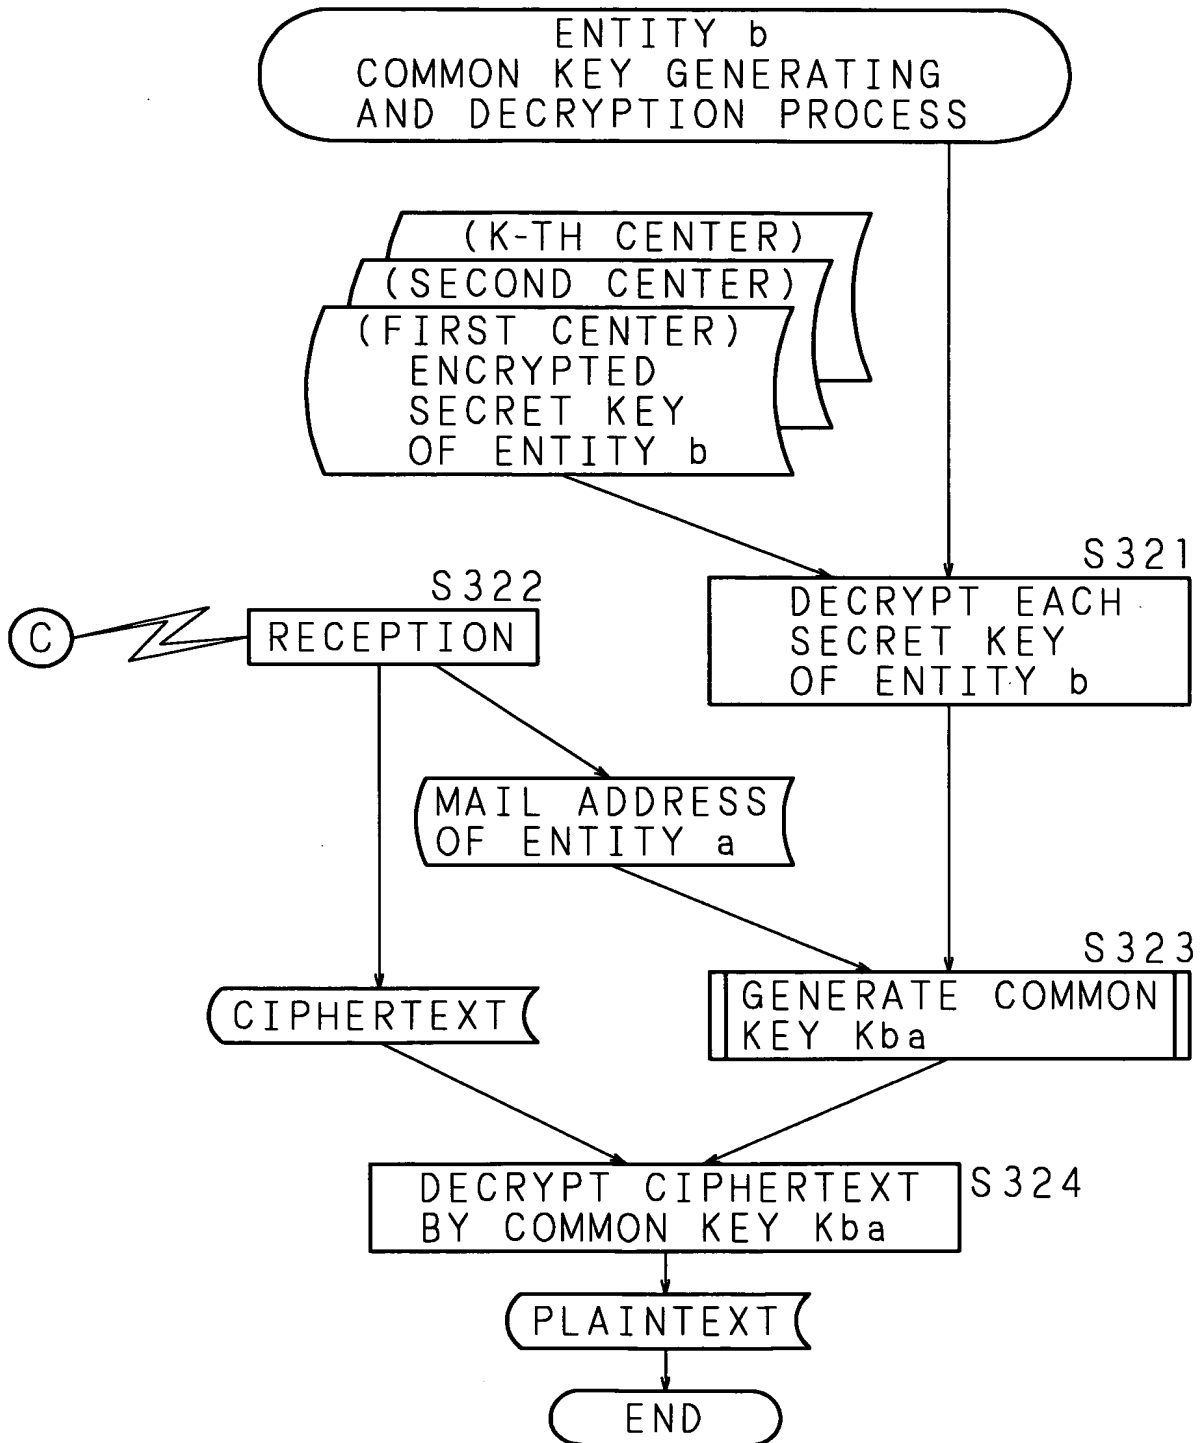 ENTITY b
COMMON KEY GENERATING
AND DECRYPTION PROCESS
(K-TH CENTER)
(SECOND CENTER)
(FIRST CENTER)
ENCRYPTED
SECRET KEY
OF ENTITY b
S321
DECRYPT EACH
SECRET KEY
OF ENTITY b
S322
C
RECEPTION
MAIL ADDRESS
OF ENTITY a
S323
GENERATE COMMON
KEY Kba
CIPHERTEXT
DECRYPT CIPHERTEXT
BY COMMON KEY Kba
S324
PLAINTEXT
END